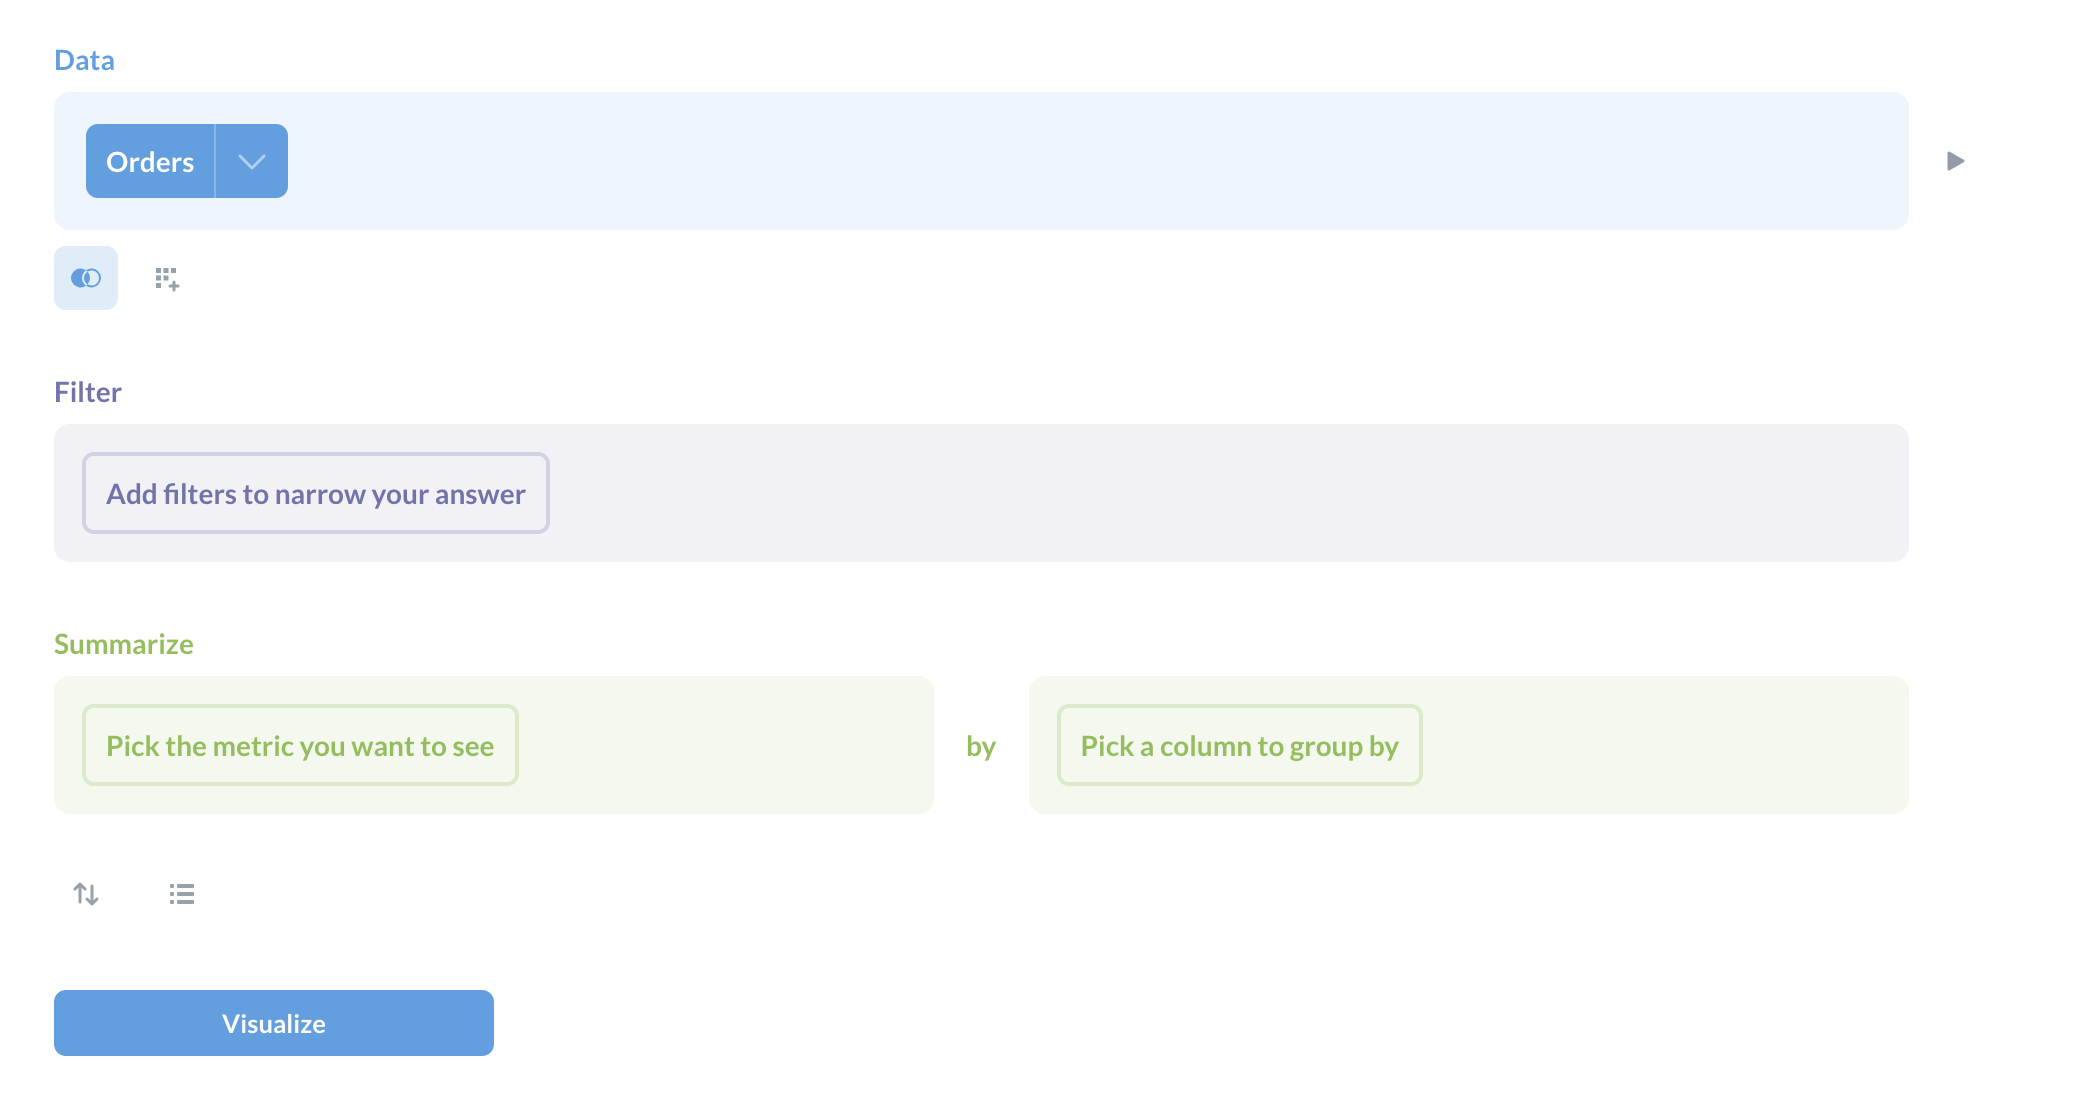 Data
Orders
Filter
Add filters to narrow your answer
Summarize
Pick the metric you want to see
by
Pick a column to group by
Visualize